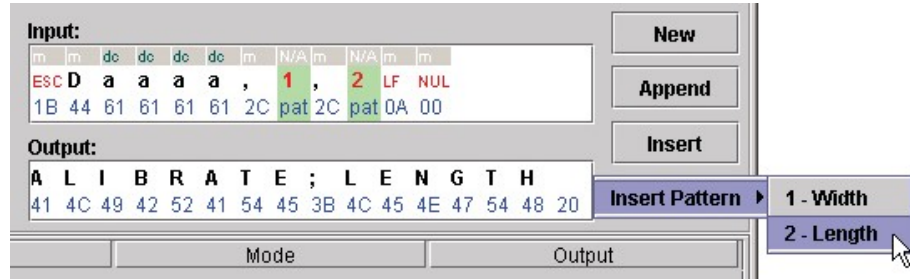 Input:
New
m m dc dc dc dc m N/A m N/A m m
ESC D a a a a , 1 , 2 LF NUL
1B 44 61 61 61 61 2C pat 2C pat 0A 00
Append
Insert
Output:
A L I B R A T E ; L E N G T H
41 4C 49 42 52 41 54 45 3B 4C 45 4E 47 54 48 20
Insert Pattern
1 - Width
2 - Length
Mode Output